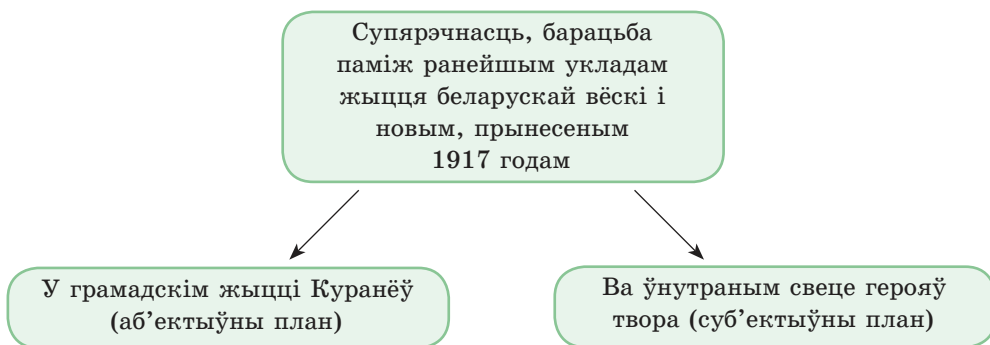 Супярэчнасць, барацьба
паміж ранейшым укладам
жыцця беларускай вёскі і
новым, прынесеным
1917 годам
У грамадскім жыцці Куранёў
(аб’ектыўны план)
Ва ўнутраным свеце герояў
твора (суб’ектыўны план)